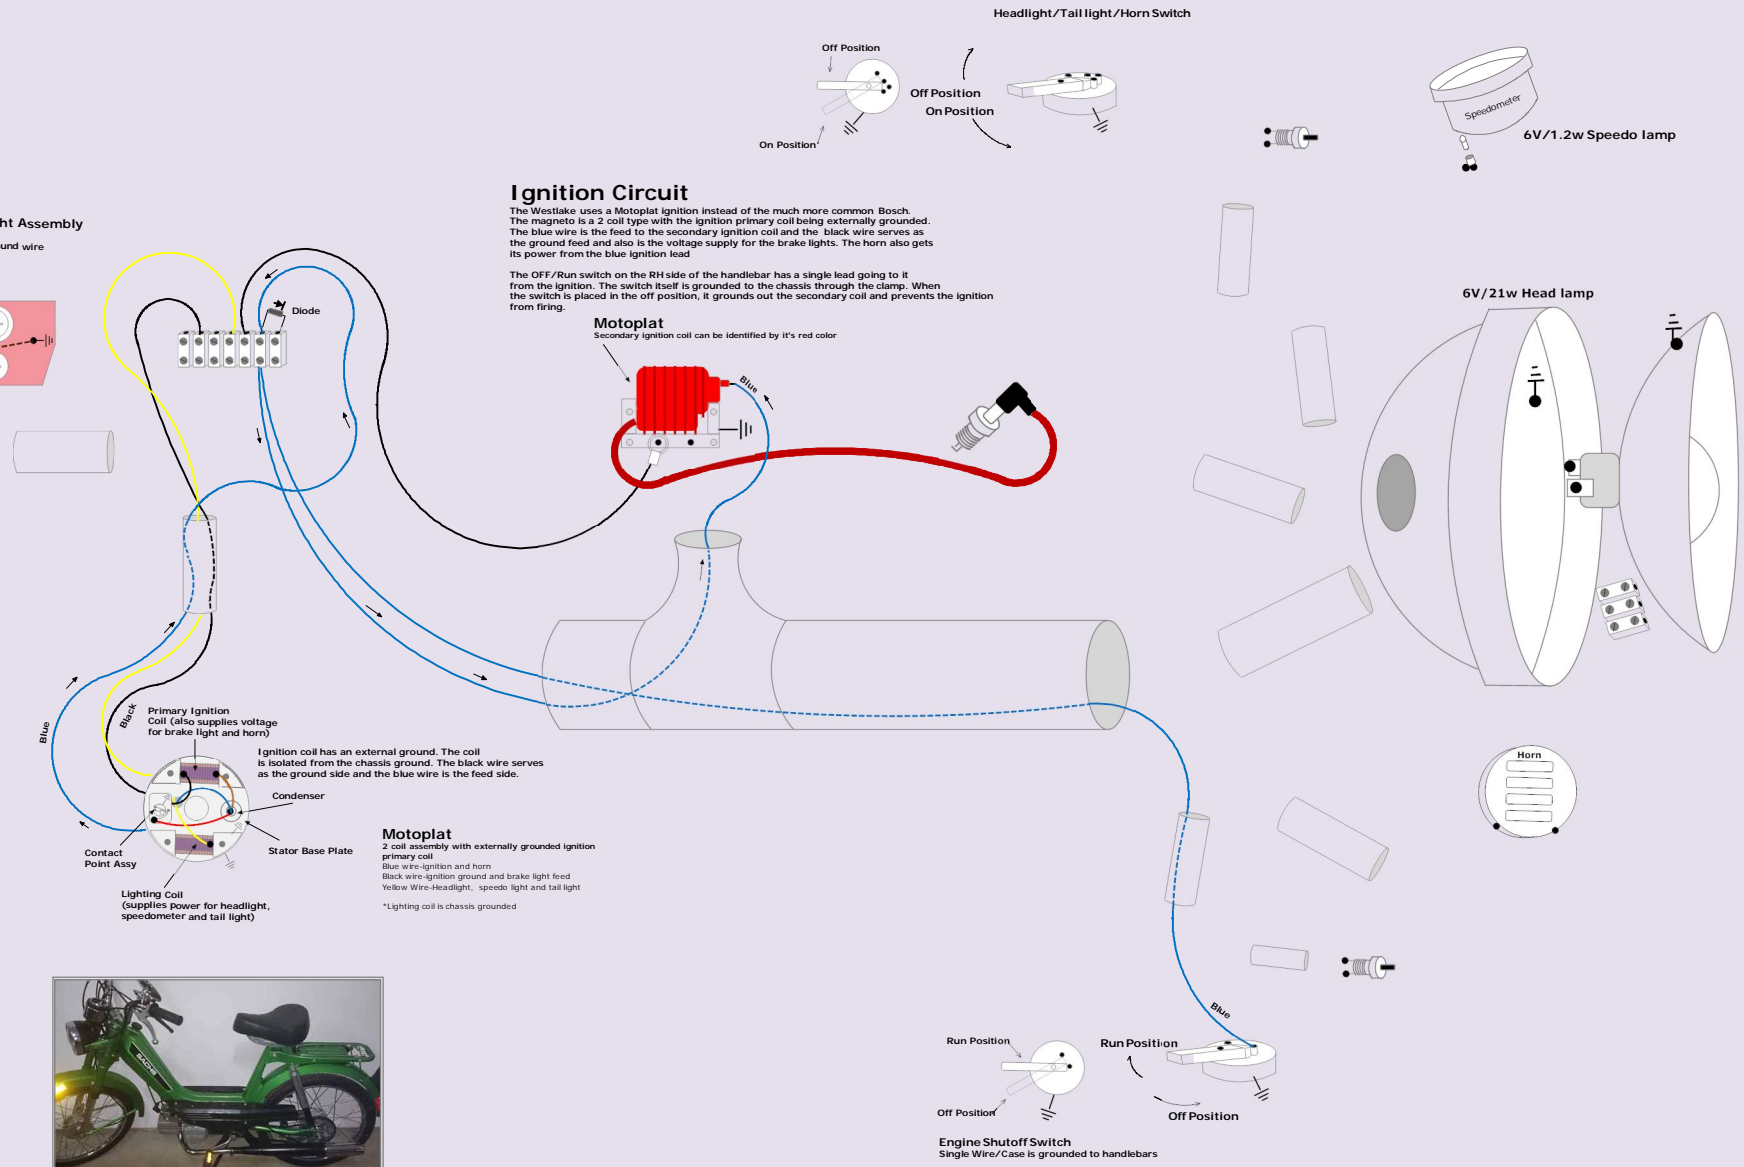 Headlight/Tail light/Horn Switch
Off Position
Off Position
On Position
On Position
Speedometer
6V/1.2w Speedo lamp
Ignition Circuit
The Westlake uses a Motoplat ignition instead of the much more common Bosch.
The magneto is a 2 coil type with the ignition primary coil being externally grounded.
The blue wire is the feed to the secondary ignition coil and the black wire serves as
the ground feed and also is the voltage supply for the brake lights. The horn also gets
its power from the blue ignition lead
The OFF/Run switch on the RH side of the handlebar has a single lead going to it
from the ignition. The switch itself is grounded to the chassis through the clamp. When
the switch is placed in the off position, it grounds out the secondary coil and prevents the ignition
from firing.
ht Assembly
und wire
Diode
6V/21w Head lamp
Motoplat
Secondary ignition coil can be identified by it's red color
Blue
Blue
Black
Primary Ignition
Coil (also supplies voltage
for brake light and horn)
Ignition coil has an external ground. The coil
is isolated from the chassis ground. The black wire serves
as the ground side and the blue wire is the feed side.
Condenser
Stator Base Plate
Contact
Point Assy
Lighting Coil
(supplies power for headlight,
speedometer and tail light)
Motoplat
2 coil assembly with externally grounded ignition
primary coil
Blue wire-ignition and horn
Black wire-ignition ground and brake light feed
Yellow Wire-Headlight, speedo light and tail light
*Lighting coil is chassis grounded
Horn
Blue
Run Position
Run Position
Off Position
Off Position
Engine Shutoff Switch
Single Wire/Case is grounded to handlebars
SACHS